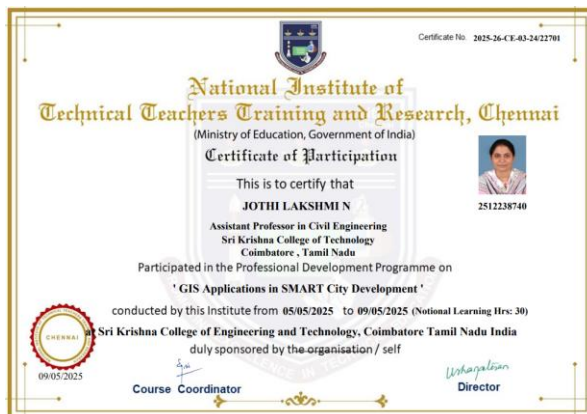 Certificate No. 2025-26-CE-03-24/22701
National Institute of
Technical Teachers Training and Research, Chennai
(Ministry of Education, Government of India)
Certificate of Participation
This is to certify that
JOTHI LAKSHMI N
2512238740
Assistant Professor in Civil Engineering
Sri Krishna College of Technology
Coimbatore , Tamil Nadu
Participated in the Professional Development Programme on
' GIS Applications in SMART City Development '
conducted by this Institute from 05/05/2025 to 09/05/2025 (Notional Learning Hrs: 30)
at Sri Krishna College of Engineering and Technology, Coimbatore Tamil Nadu India
duly sponsored by the organisation / self
CHENNAI
09/05/2025
Course Coordinator
Director